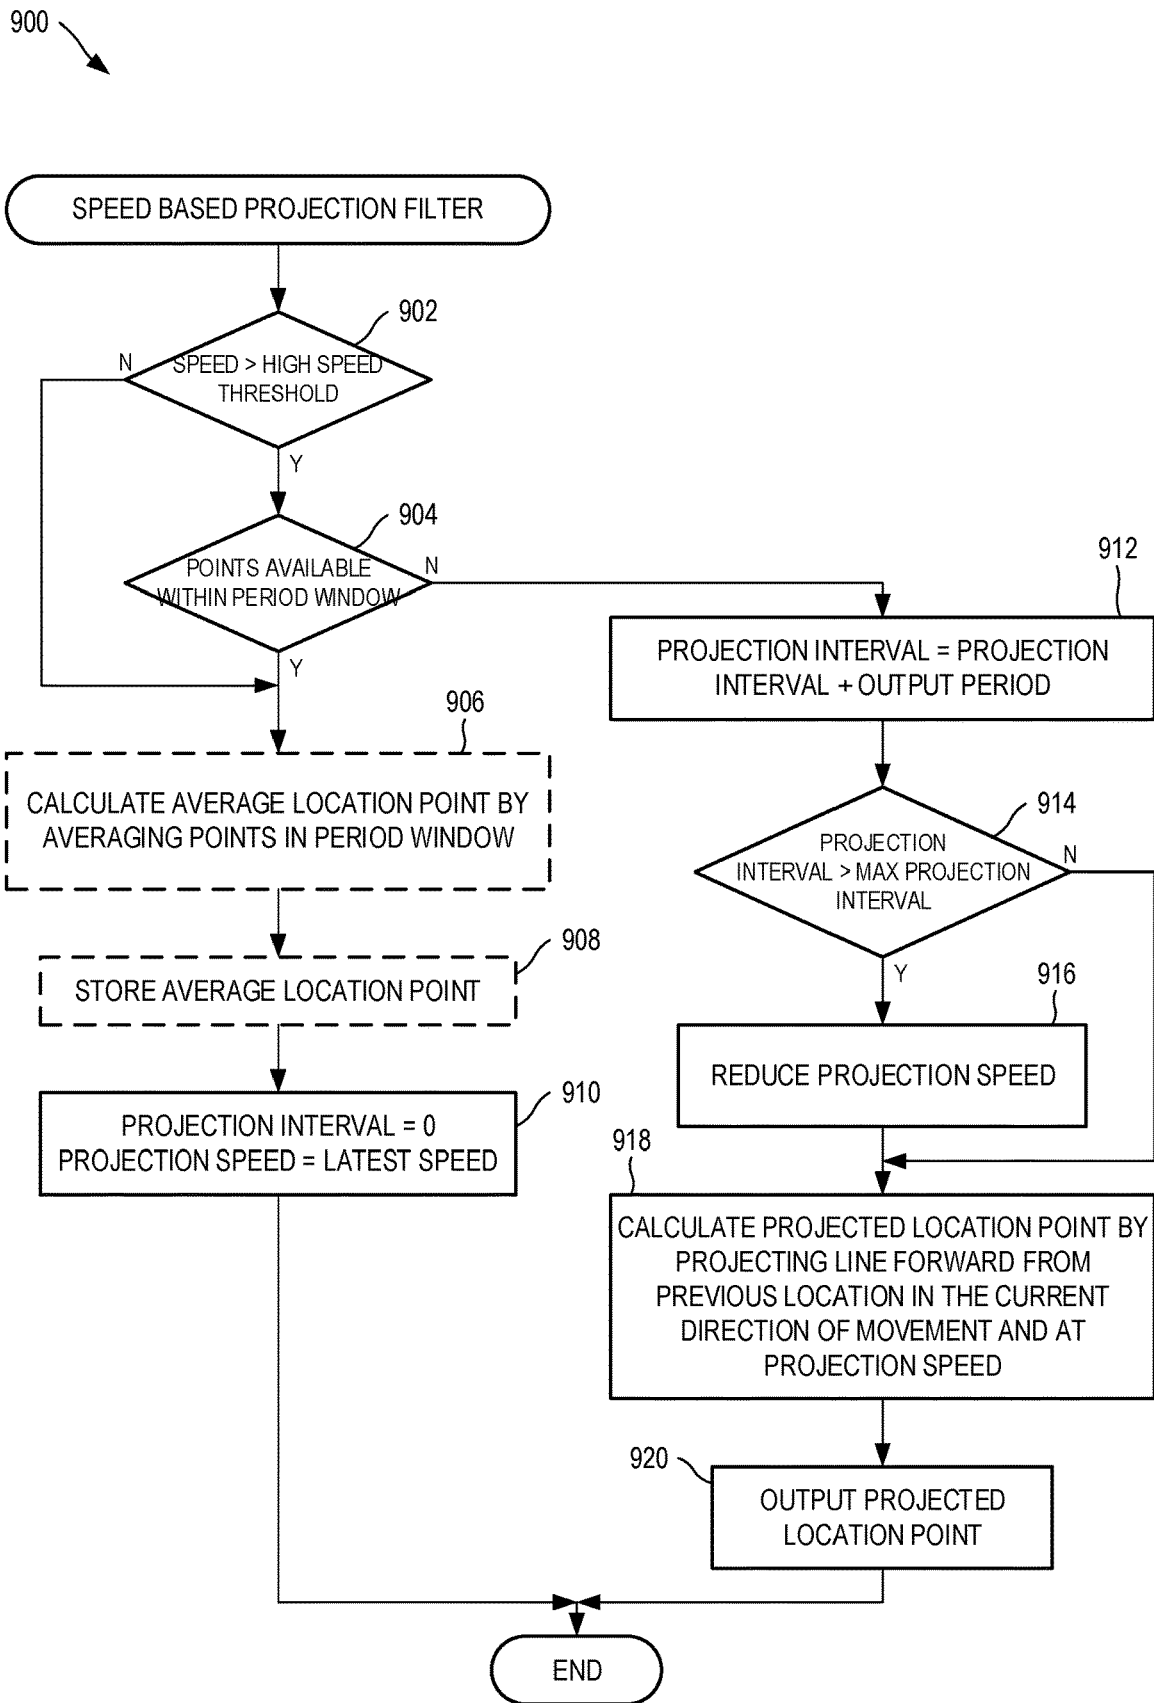 900
SPEED BASED PROJECTION FILTER
902
N
SPEED > HIGH SPEED
THRESHOLD
Y
904
POINTS AVAILABLE
WITHIN PERIOD WINDOW
N
Y
906
CALCULATE AVERAGE LOCATION POINT BY
AVERAGING POINTS IN PERIOD WINDOW
908
STORE AVERAGE LOCATION POINT
910
PROJECTION INTERVAL = 0
PROJECTION SPEED = LATEST SPEED
912
PROJECTION INTERVAL = PROJECTION
INTERVAL + OUTPUT PERIOD
914
PROJECTION
INTERVAL > MAX PROJECTION
INTERVAL
N
Y
916
REDUCE PROJECTION SPEED
918
CALCULATE PROJECTED LOCATION POINT BY
PROJECTING LINE FORWARD FROM
PREVIOUS LOCATION IN THE CURRENT
DIRECTION OF MOVEMENT AND AT
PROJECTION SPEED
920
OUTPUT PROJECTED
LOCATION POINT
END